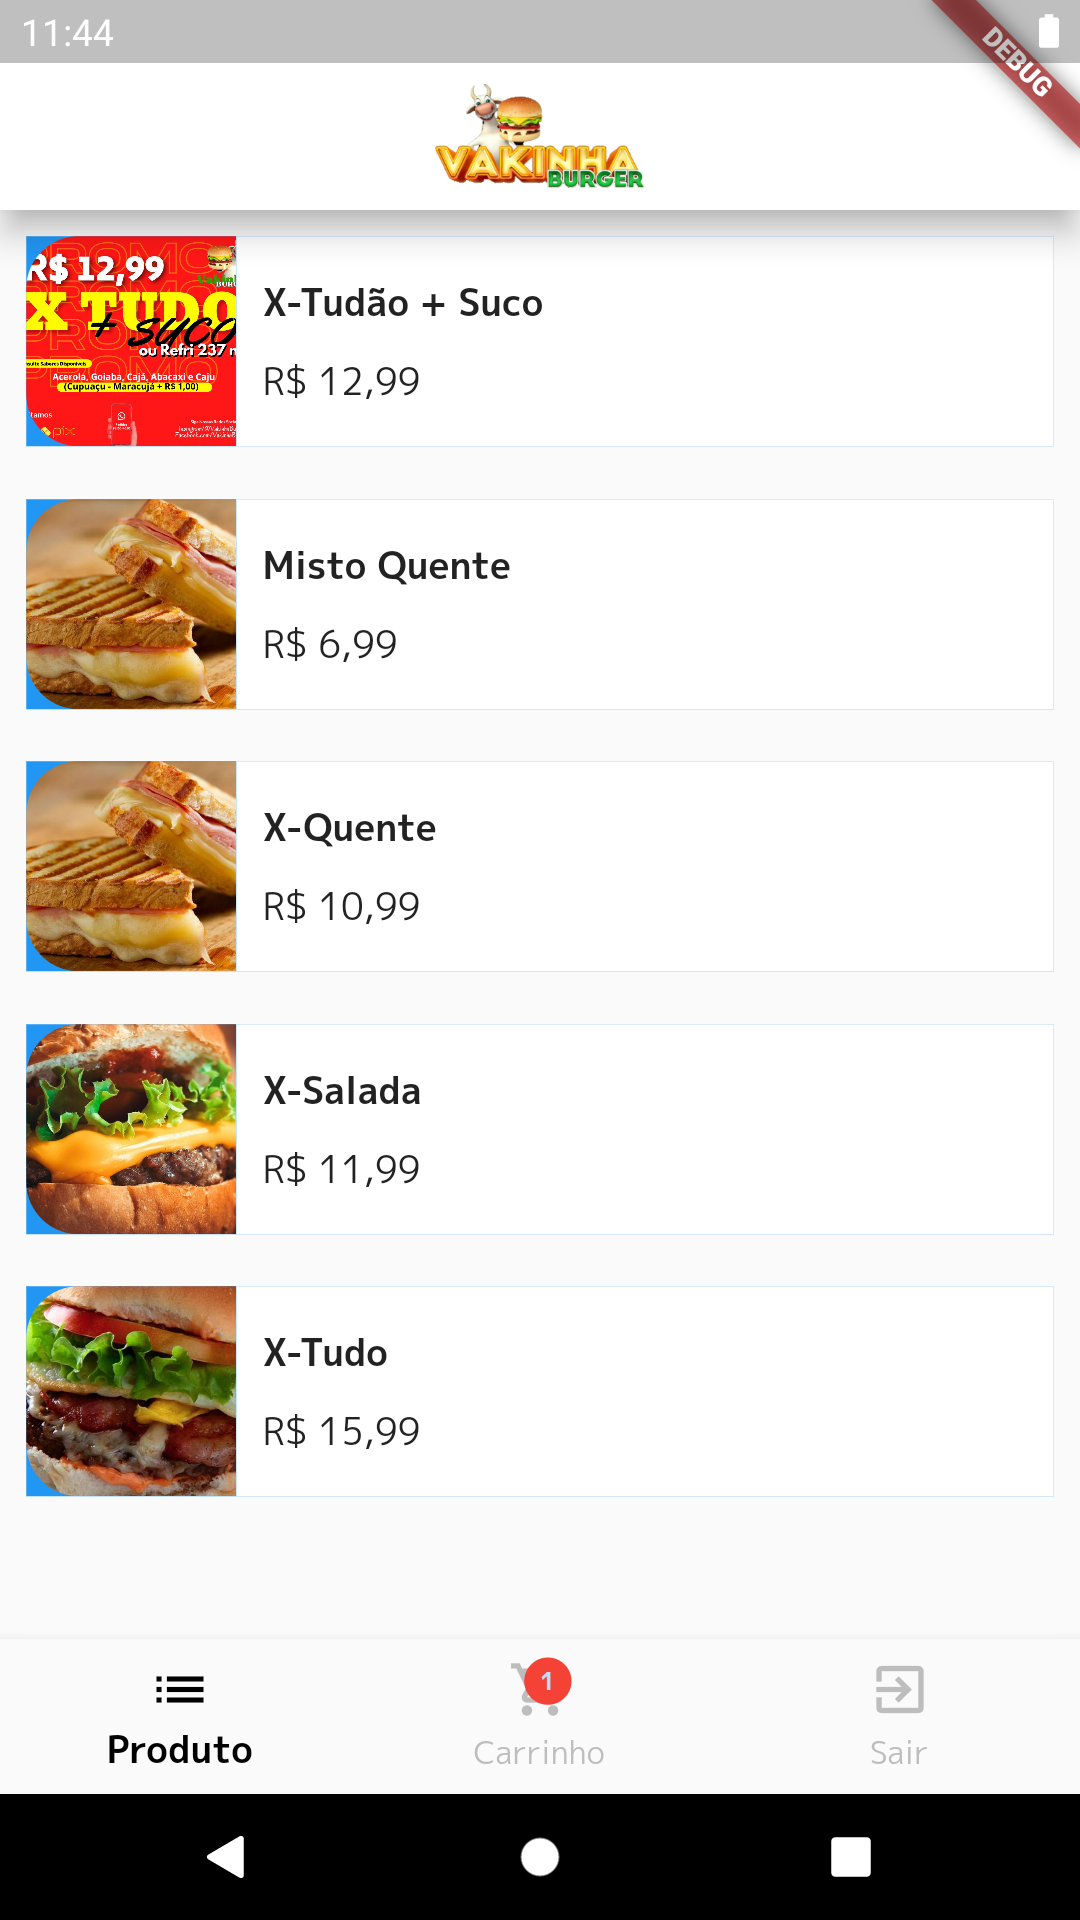 11:44
DEBUG
VAKINHA
BURGER
R$ 12,99
X TUDO
+ SUCO
ou Refri 237 m
Acerola, Goiaba, Cajá, Abacaxi e Caju
(Cupuaçu - Maracujá + R$ 1,00)
pix
X-Tudão + Suco
R$ 12,99
Misto Quente
R$ 6,99
X-Quente
R$ 10,99
X-Salada
R$ 11,99
X-Tudo
R$ 15,99
1
Produto
Carrinho
Sair